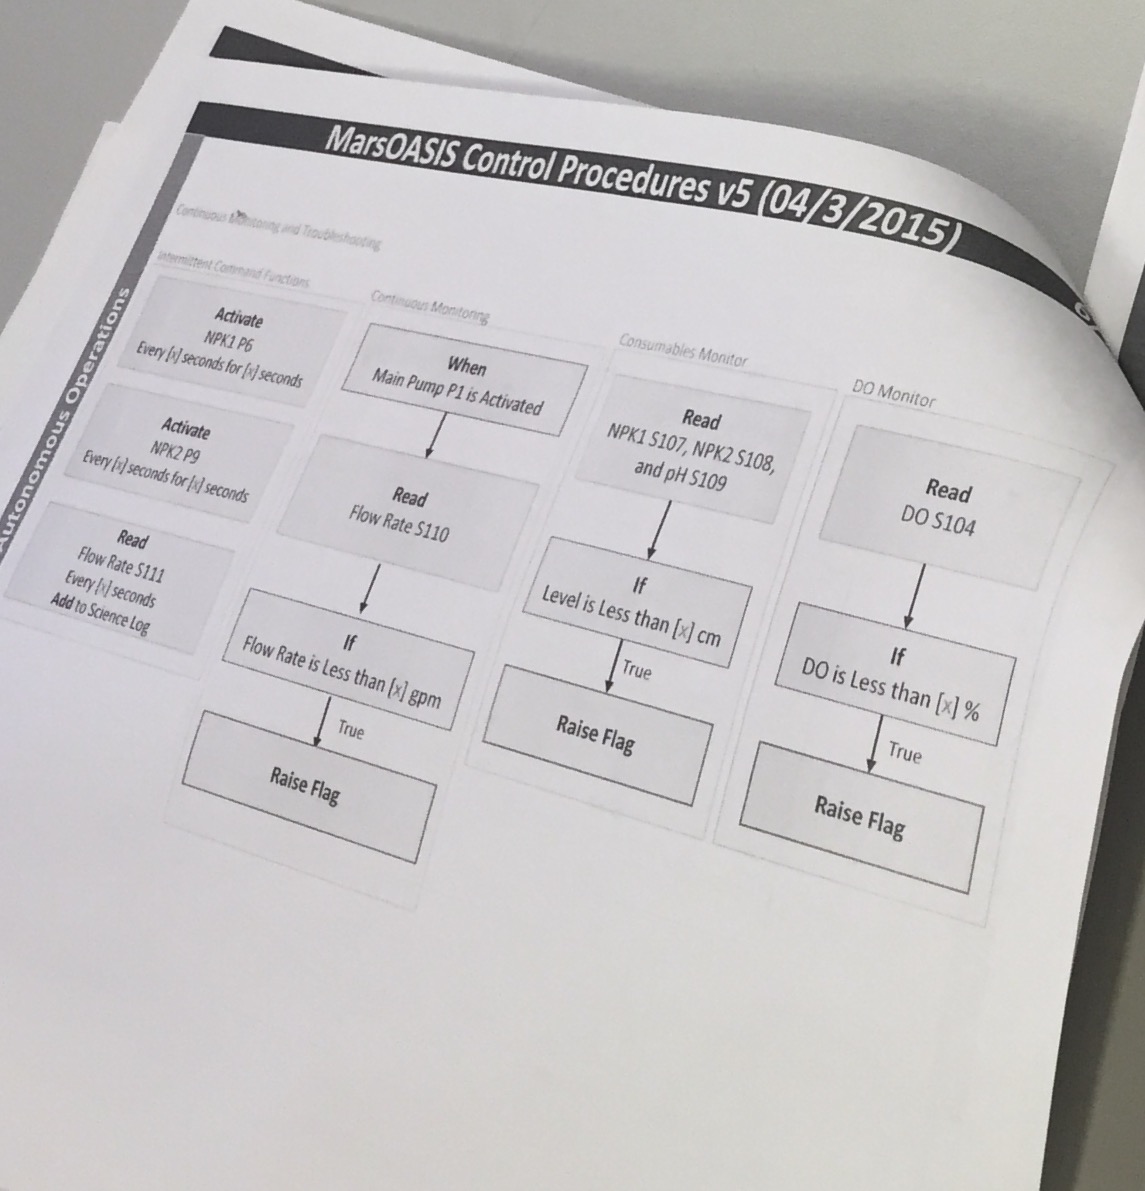 MarsOASIS Control Procedures v5 (04/3/2015)
Autonomous Operations
Continuous Monitoring and Troubleshooting
Intermittent Command Functions
Activate
NPK1 P6
Every [x] seconds for [x] seconds
Activate
NPK2 P9
Every [x] seconds for [x] seconds
Read
Flow Rate S111
Every [x] seconds
Add to Science Log
Continuous Monitoring
When
Main Pump P1 is Activated
Read
Flow Rate S110
If
Flow Rate is Less than [x] gpm
True
Raise Flag
Consumables Monitor
Read
NPK1 S107, NPK2 S108,
and pH S109
If
Level is Less than [x] cm
True
Raise Flag
DO Monitor
Read
DO S104
If
DO is Less than [x] %
True
Raise Flag